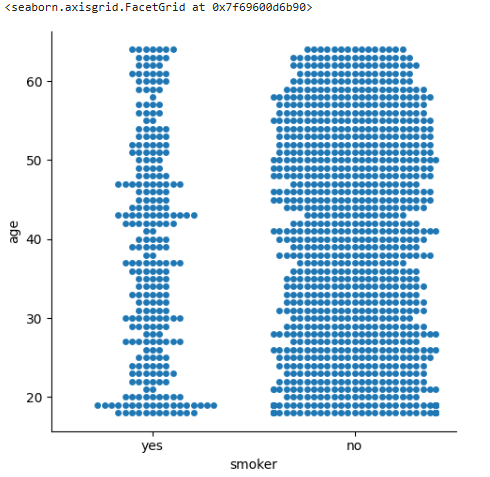 <seaborn.axisgrid.FacetGrid at 0x7f69600d6b90>
60
50
age
40
30
20
yes no
smoker